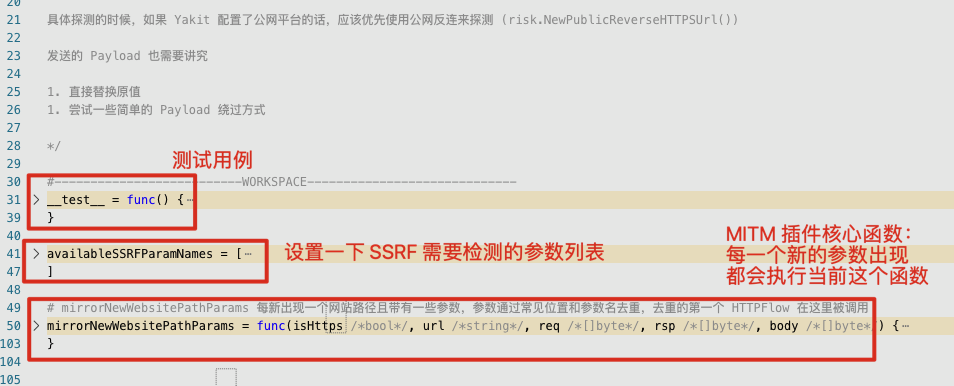 20
21 具体探测的时候，如果 Yakit 配置了公网平台的话，应该优先使用公网反连来探测 (risk.NewPublicReverseHTTPSUrl())
22
23 发送的 Payload 也需要讲究
24
25 1. 直接替换原值
26 1. 尝试一些简单的 Payload 绕过方式
27
28 */
29
测试用例
30 #--------------------------WORKSPACE-----------------------------
31 > __test__ = func() {…
39 }
40
41 > availableSSRFParamNames = […
47 ]
设置一下 SSRF 需要检测的参数列表
MITM 插件核心函数：
每一个新的参数出现
都会执行当前这个函数
48
49 # mirrorNewWebsitePathParams 每新出现一个网站路径且带有一些参数，参数通过常见位置和参数名去重，去重的第一个 HTTPFlow 在这里被调用
50 > mirrorNewWebsitePathParams = func(isHttps /*bool*/, url /*string*/, req /*[]byte*/, rsp /*[]byte*/, body /*[]byte*/) {…
103 }
104
105